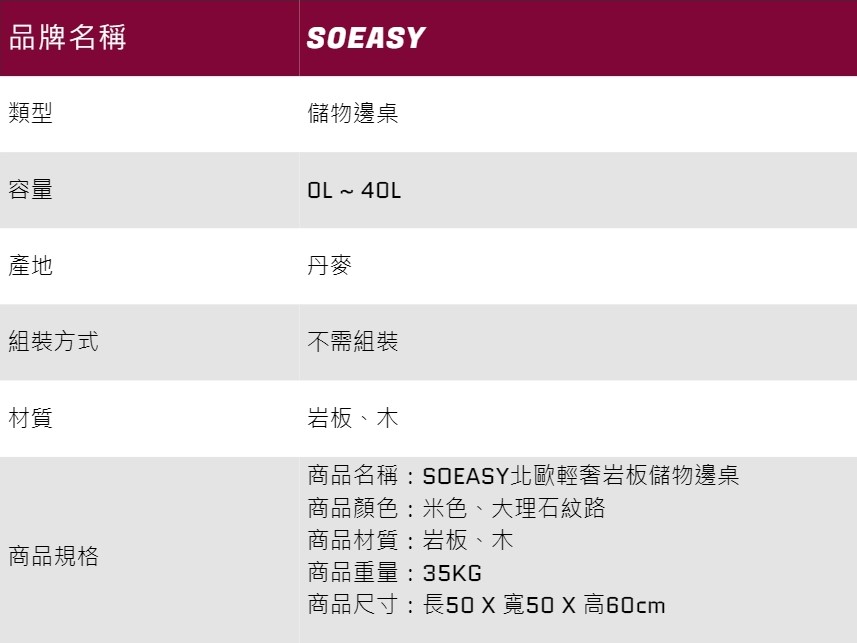 品牌名稱 SOEASY
類型 儲物邊桌
容量 0L ~ 40L
產地 丹麥
組裝方式 不需組裝
材質 岩板、木
商品規格
商品名稱：SOEASY北歐輕奢岩板儲物邊桌
商品顏色：米色、大理石紋路
商品材質：岩板、木
商品重量：35KG
商品尺寸：長50 X 寬50 X 高60cm